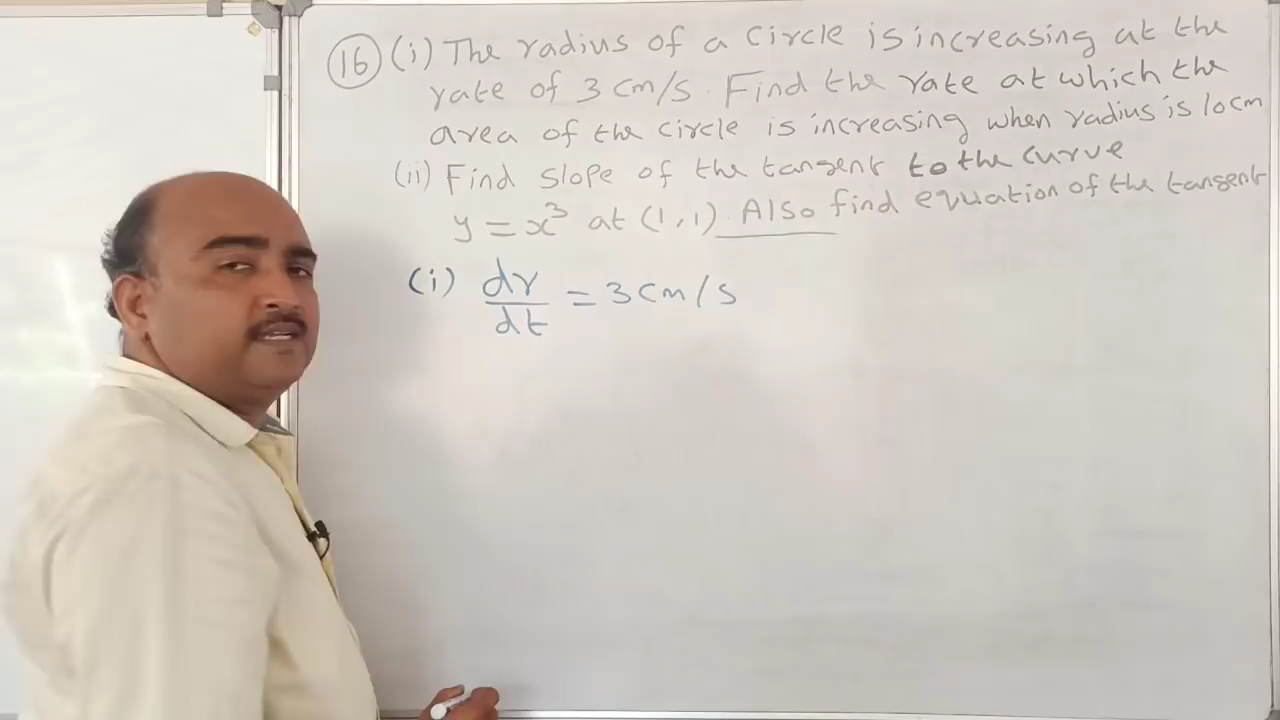 16 (i) The radius of a circle is increasing at the
rate of 3 cm/s. Find the rate at which the
area of the circle is increasing when radius is 10cm
(ii) Find slope of the tangent to the curve
y = x³ at (1,1). Also find equation of the tangent
(i) dr/dt = 3 cm/s